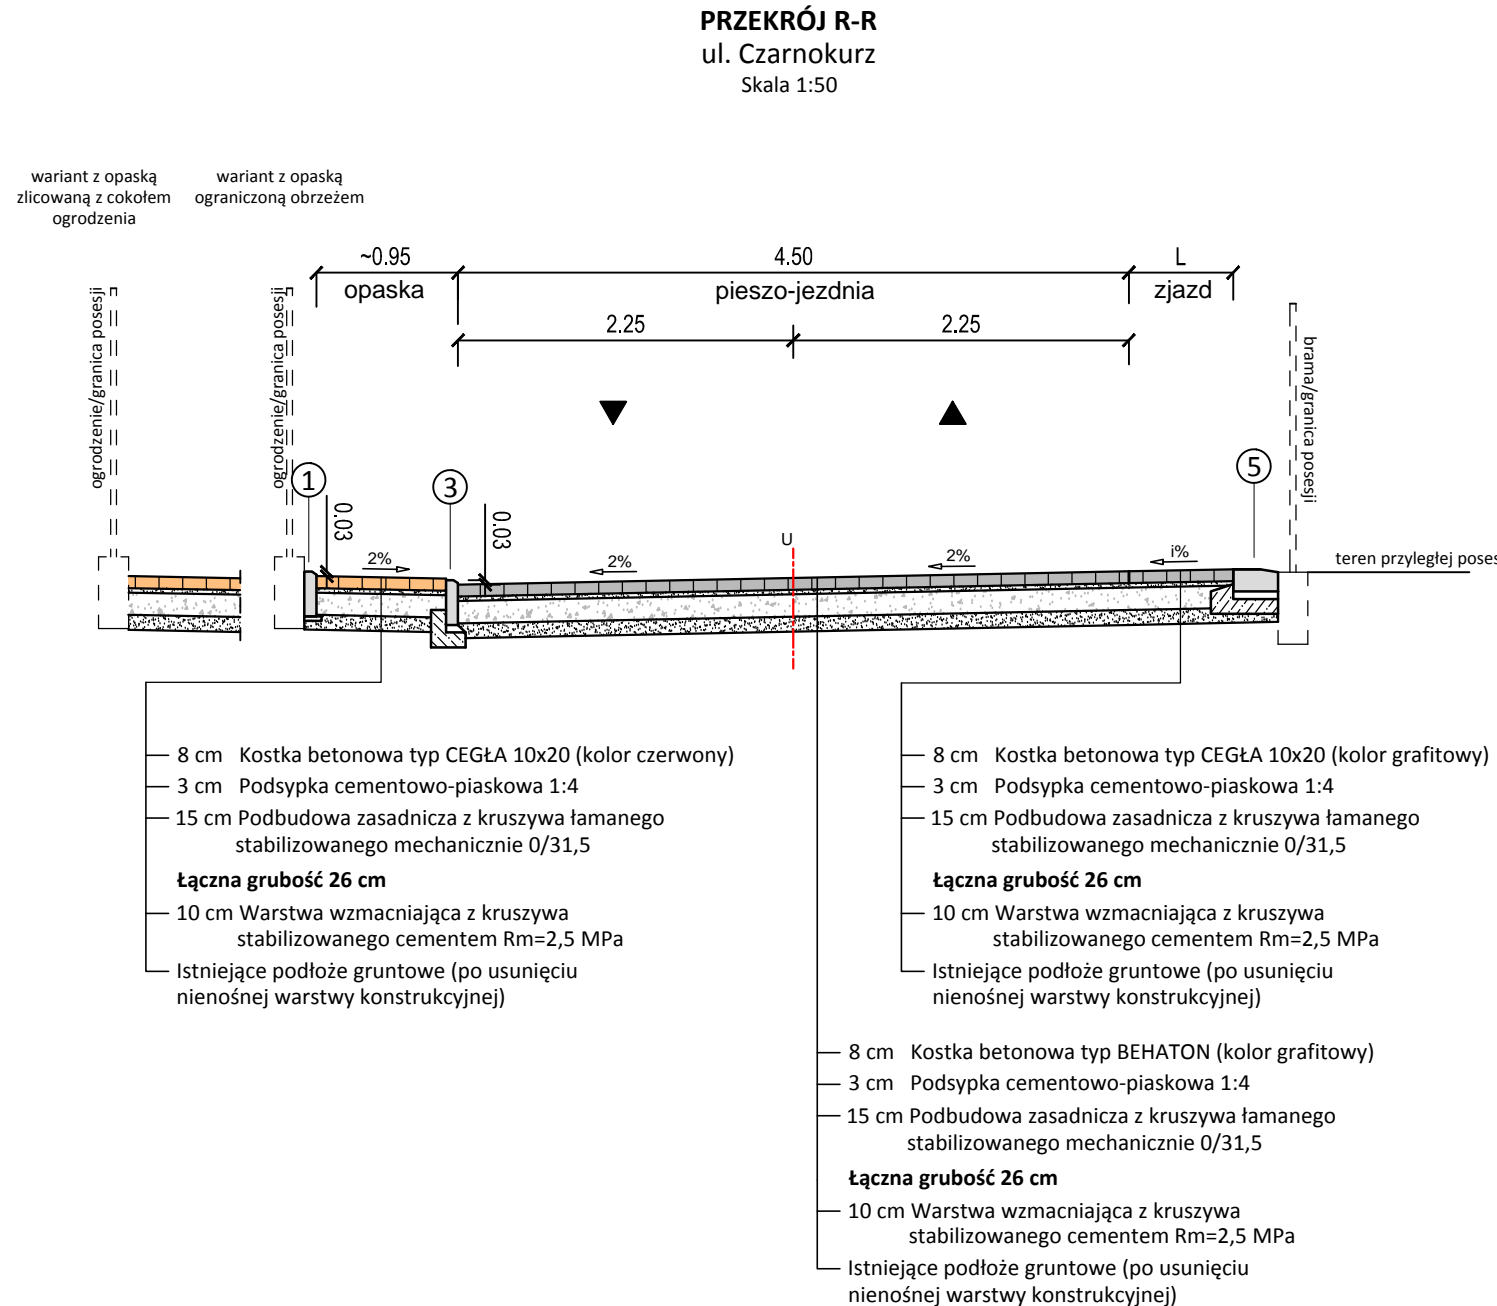 PRZEKRÓJ R-R
ul. Czarnokurz
Skala 1:50
wariant z opaską
zlicowaną z cokołem
ogrodzenia
wariant z opaską
ograniczoną obrzeżem
~0.95
4.50
L
opaska
pieszo-jezdnia
zjazd
2.25
2.25
ogrodzenie/granica posesji
ogrodzenie/granica posesji
brama/granica posesji
1
3
5
0.03
0.03
U
2%
2%
2%
i%
teren przyległej poses
8 cm Kostka betonowa typ CEGŁA 10x20 (kolor czerwony)
3 cm Podsypka cementowo-piaskowa 1:4
15 cm Podbudowa zasadnicza z kruszywa łamanego
stabilizowanego mechanicznie 0/31,5
Łączna grubość 26 cm
10 cm Warstwa wzmacniająca z kruszywa
stabilizowanego cementem Rm=2,5 MPa
Istniejące podłoże gruntowe (po usunięciu
nienośnej warstwy konstrukcyjnej)
8 cm Kostka betonowa typ CEGŁA 10x20 (kolor grafitowy)
3 cm Podsypka cementowo-piaskowa 1:4
15 cm Podbudowa zasadnicza z kruszywa łamanego
stabilizowanego mechanicznie 0/31,5
Łączna grubość 26 cm
10 cm Warstwa wzmacniająca z kruszywa
stabilizowanego cementem Rm=2,5 MPa
Istniejące podłoże gruntowe (po usunięciu
nienośnej warstwy konstrukcyjnej)
8 cm Kostka betonowa typ BEHATON (kolor grafitowy)
3 cm Podsypka cementowo-piaskowa 1:4
15 cm Podbudowa zasadnicza z kruszywa łamanego
stabilizowanego mechanicznie 0/31,5
Łączna grubość 26 cm
10 cm Warstwa wzmacniająca z kruszywa
stabilizowanego cementem Rm=2,5 MPa
Istniejące podłoże gruntowe (po usunięciu
nienośnej warstwy konstrukcyjnej)